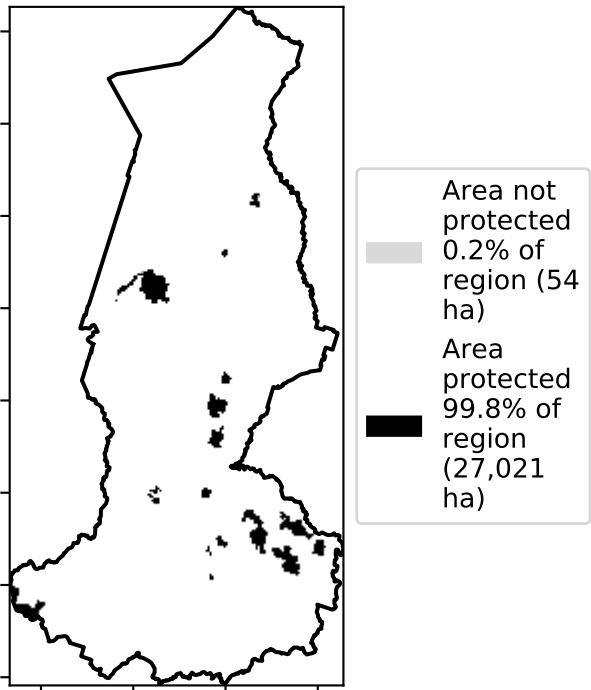 Area not
protected
0.2% of
region (54
ha)
Area
protected
99.8% of
region
(27,021
ha)